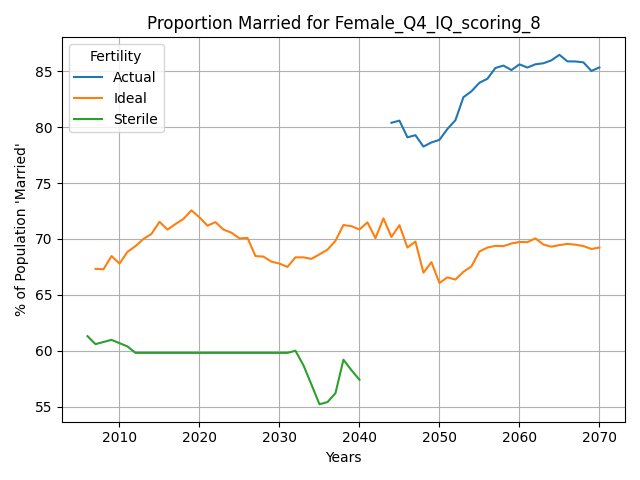 Proportion Married for Female_Q4_IQ_scoring_8
Fertility
Actual
Ideal
Sterile
% of Population 'Married'
85
80
75
70
65
60
55
2010 2020 2030 2040 2050 2060 2070
Years